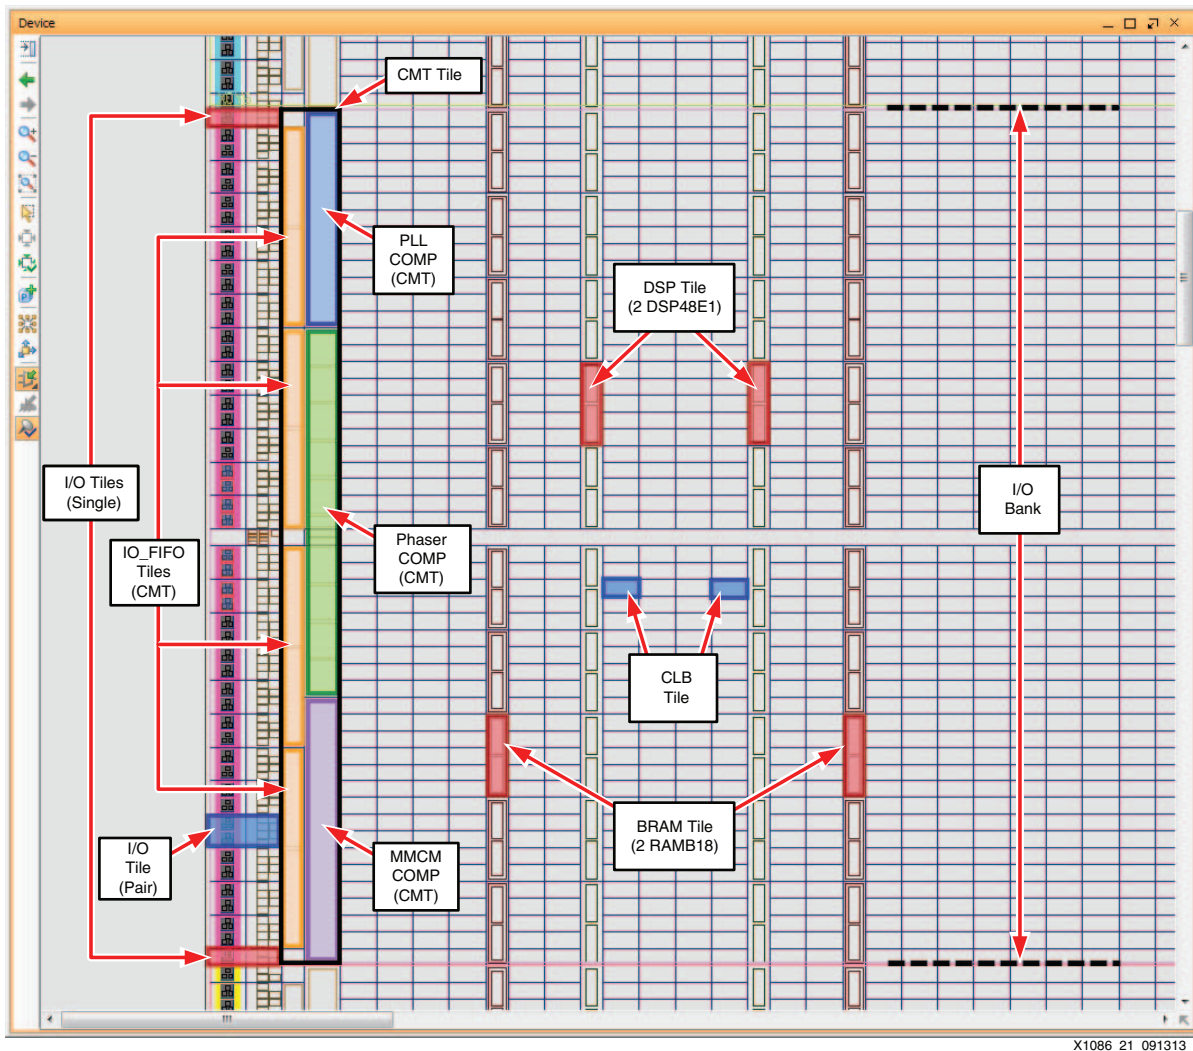 Device
CMT Tile
PLL
COMP
(CMT)
DSP Tile
(2 DSP48E1)
I/O Tiles
(Single)
I/O
Bank
IO_FIFO
Tiles
(CMT)
Phaser
COMP
(CMT)
CLB
Tile
I/O
Tile
(Pair)
MMCM
COMP
(CMT)
BRAM Tile
(2 RAMB18)
X1086_21_091313